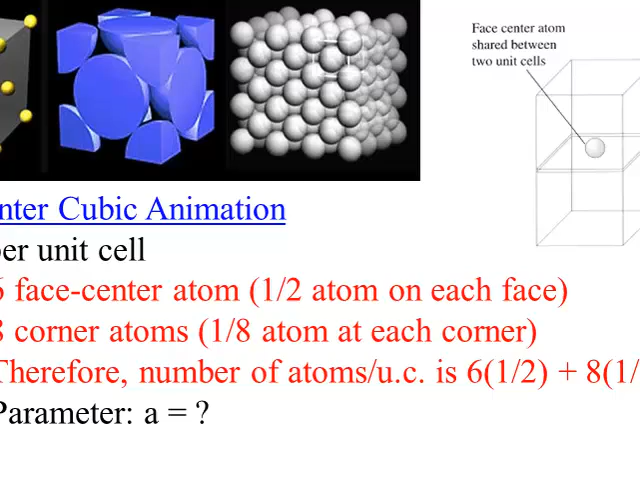 Face center atom
shared between
two unit cells
nter Cubic Animation
per unit cell
6 face-center atom (1/2 atom on each face)
8 corner atoms (1/8 atom at each corner)
Therefore, number of atoms/u.c. is 6(1/2) + 8(1/
Parameter: a = ?